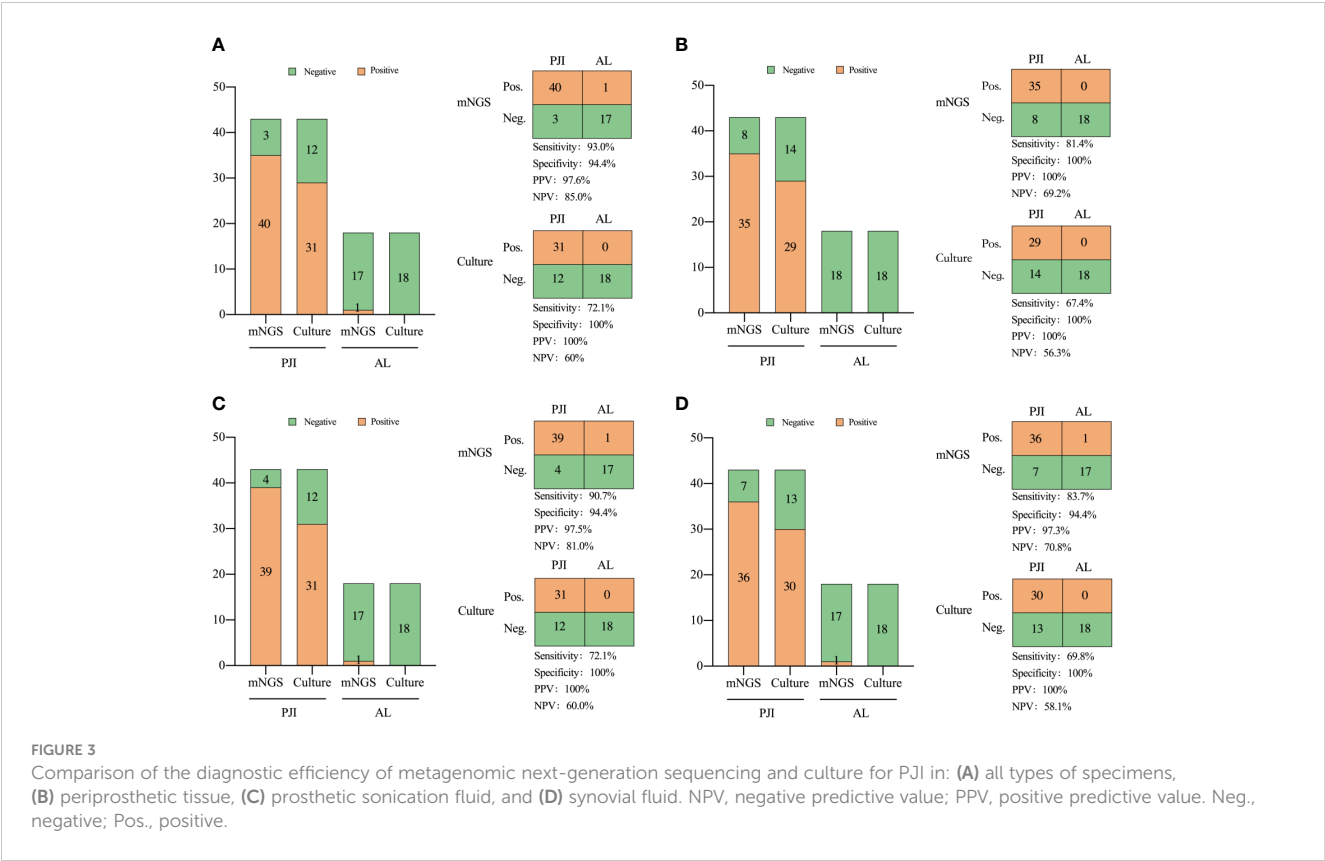 A
Negative Positive
50
40
30
20
10
0
3
40
12
31
17
1
18
mNGS Culture mNGS Culture
PJI AL
PJI AL
mNGS
Pos. 40 1
Neg. 3 17
Sensitivity: 93.0%
Specificity: 94.4%
PPV: 97.6%
NPV: 85.0%
PJI AL
Culture
Pos. 31 0
Neg. 12 18
Sensitivity: 72.1%
Specificity: 100%
PPV: 100%
NPV: 60%
B
Negative Positive
50
40
30
20
10
0
8
35
14
29
18
18
mNGS Culture mNGS Culture
PJI AL
PJI AL
mNGS
Pos. 35 0
Neg. 8 18
Sensitivity: 81.4%
Specificity: 100%
PPV: 100%
NPV: 69.2%
PJI AL
Culture
Pos. 29 0
Neg. 14 18
Sensitivity: 67.4%
Specificity: 100%
PPV: 100%
NPV: 56.3%
C
Negative Positive
50
40
30
20
10
0
4
39
12
31
17
1
18
mNGS Culture mNGS Culture
PJI AL
PJI AL
mNGS
Pos. 39 1
Neg. 4 17
Sensitivity: 90.7%
Specificity: 94.4%
PPV: 97.5%
NPV: 81.0%
PJI AL
Culture
Pos. 31 0
Neg. 12 18
Sensitivity: 72.1%
Specificity: 100%
PPV: 100%
NPV: 60.0%
D
Negative Positive
50
40
30
20
10
0
7
36
13
30
17
1
18
mNGS Culture mNGS Culture
PJI AL
PJI AL
mNGS
Pos. 36 1
Neg. 7 17
Sensitivity: 83.7%
Specificity: 94.4%
PPV: 97.3%
NPV: 70.8%
PJI AL
Culture
Pos. 30 0
Neg. 13 18
Sensitivity: 69.8%
Specificity: 100%
PPV: 100%
NPV: 58.1%
FIGURE 3
Comparison of the diagnostic efficiency of metagenomic next-generation sequencing and culture for PJI in: (A) all types of specimens,
(B) periprosthetic tissue, (C) prosthetic sonication fluid, and (D) synovial fluid. NPV, negative predictive value; PPV, positive predictive value. Neg.,
negative; Pos., positive.